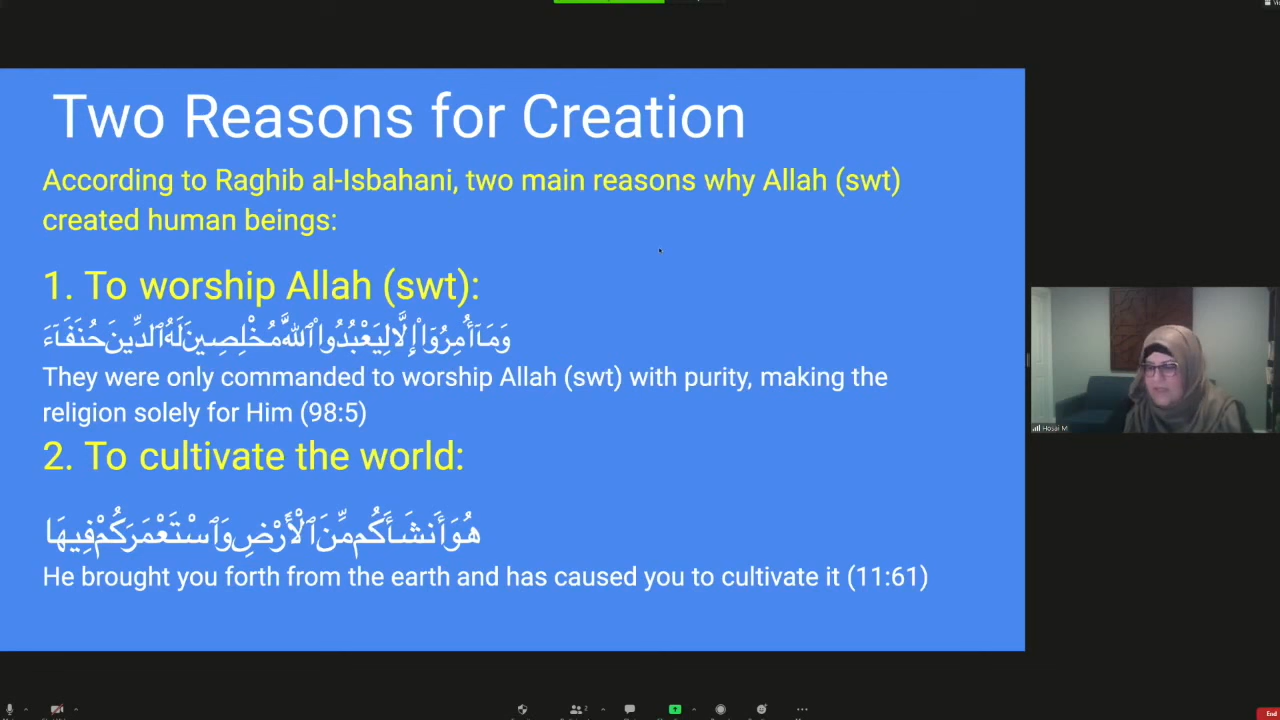 Two Reasons for Creation
According to Raghib al-Isbahani, two main reasons why Allah (swt)
created human beings:
1. To worship Allah (swt):
وَمَآ أُمِرُوٓا۟ إِلَّا لِيَعْبُدُوا۟ ٱللَّهَ مُخْلِصِينَ لَهُ ٱلدِّينَ حُنَفَآءَ
They were only commanded to worship Allah (swt) with purity, making the
religion solely for Him (98:5)
2. To cultivate the world:
هُوَ أَنشَأَكُم مِّنَ ٱلْأَرْضِ وَٱسْتَعْمَرَكُمْ فِيهَا
He brought you forth from the earth and has caused you to cultivate it (11:61)
Hosai M
2
End